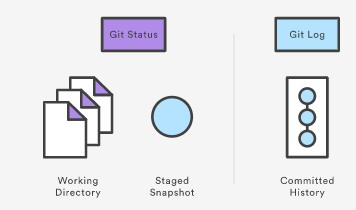 Git Status
Git Log
Working
Directory
Staged
Snapshot
Committed
History